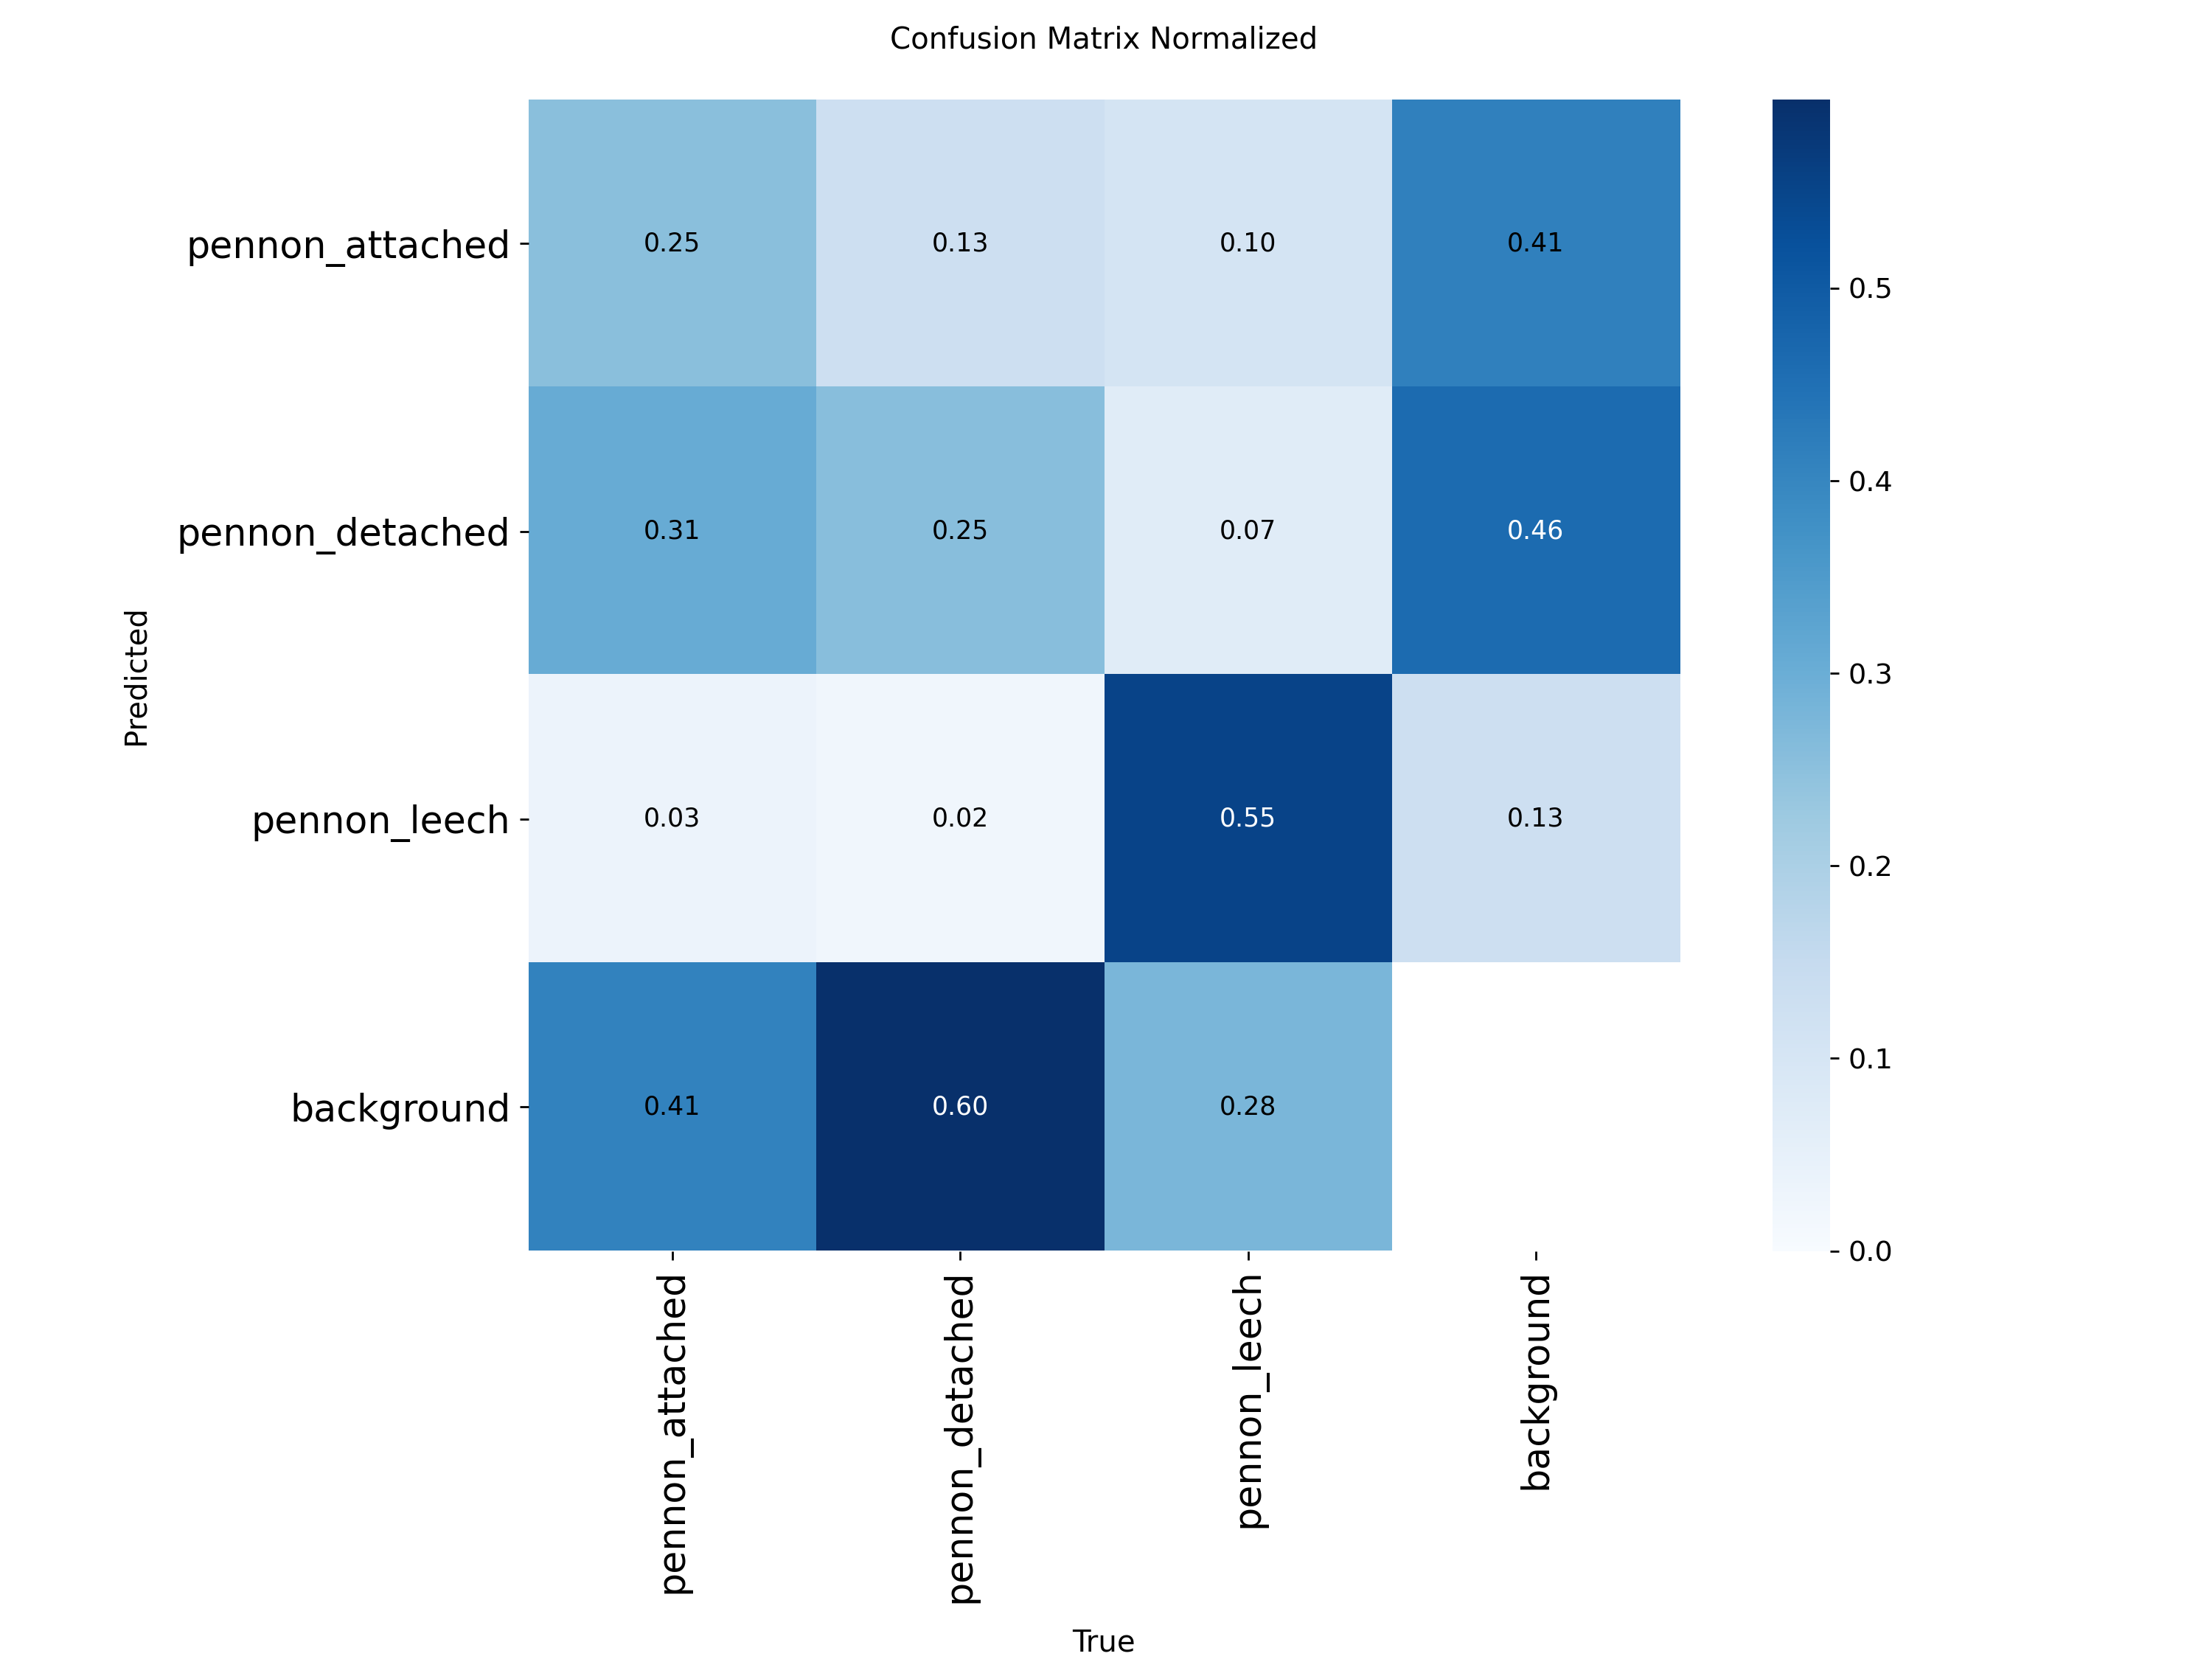 Confusion Matrix Normalized
pennon_attached 0.25 0.13 0.10 0.41
pennon_detached 0.31 0.25 0.07 0.46
pennon_leech 0.03 0.02 0.55 0.13
background 0.41 0.60 0.28
Predicted
pennon_attached
pennon_detached
pennon_leech
background
True
0.5
0.4
0.3
0.2
0.1
0.0